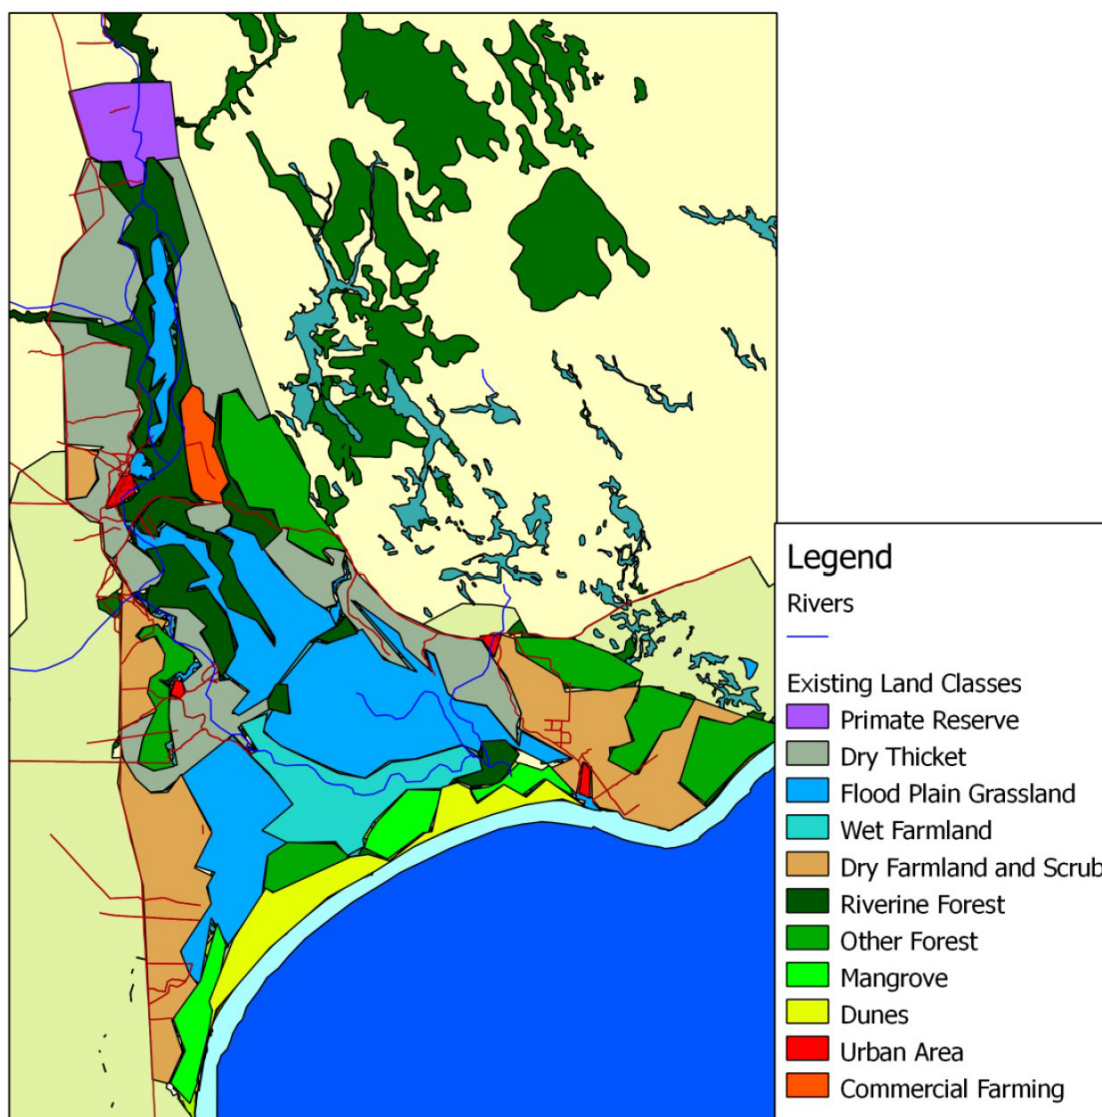 Legend
Rivers
Existing Land Classes
Primate Reserve
Dry Thicket
Flood Plain Grassland
Wet Farmland
Dry Farmland and Scrub
Riverine Forest
Other Forest
Mangrove
Dunes
Urban Area
Commercial Farming